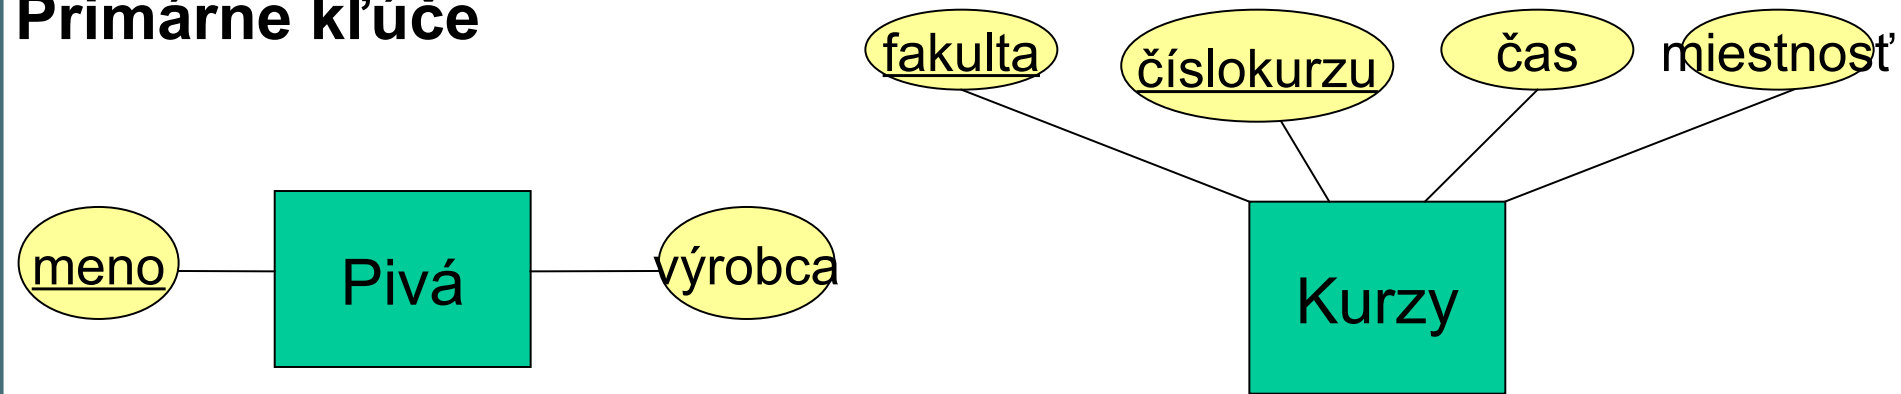 Primárne kľúče
fakulta
číslokurzu
čas
miestnosť
meno
Pivá
výrobca
Kurzy